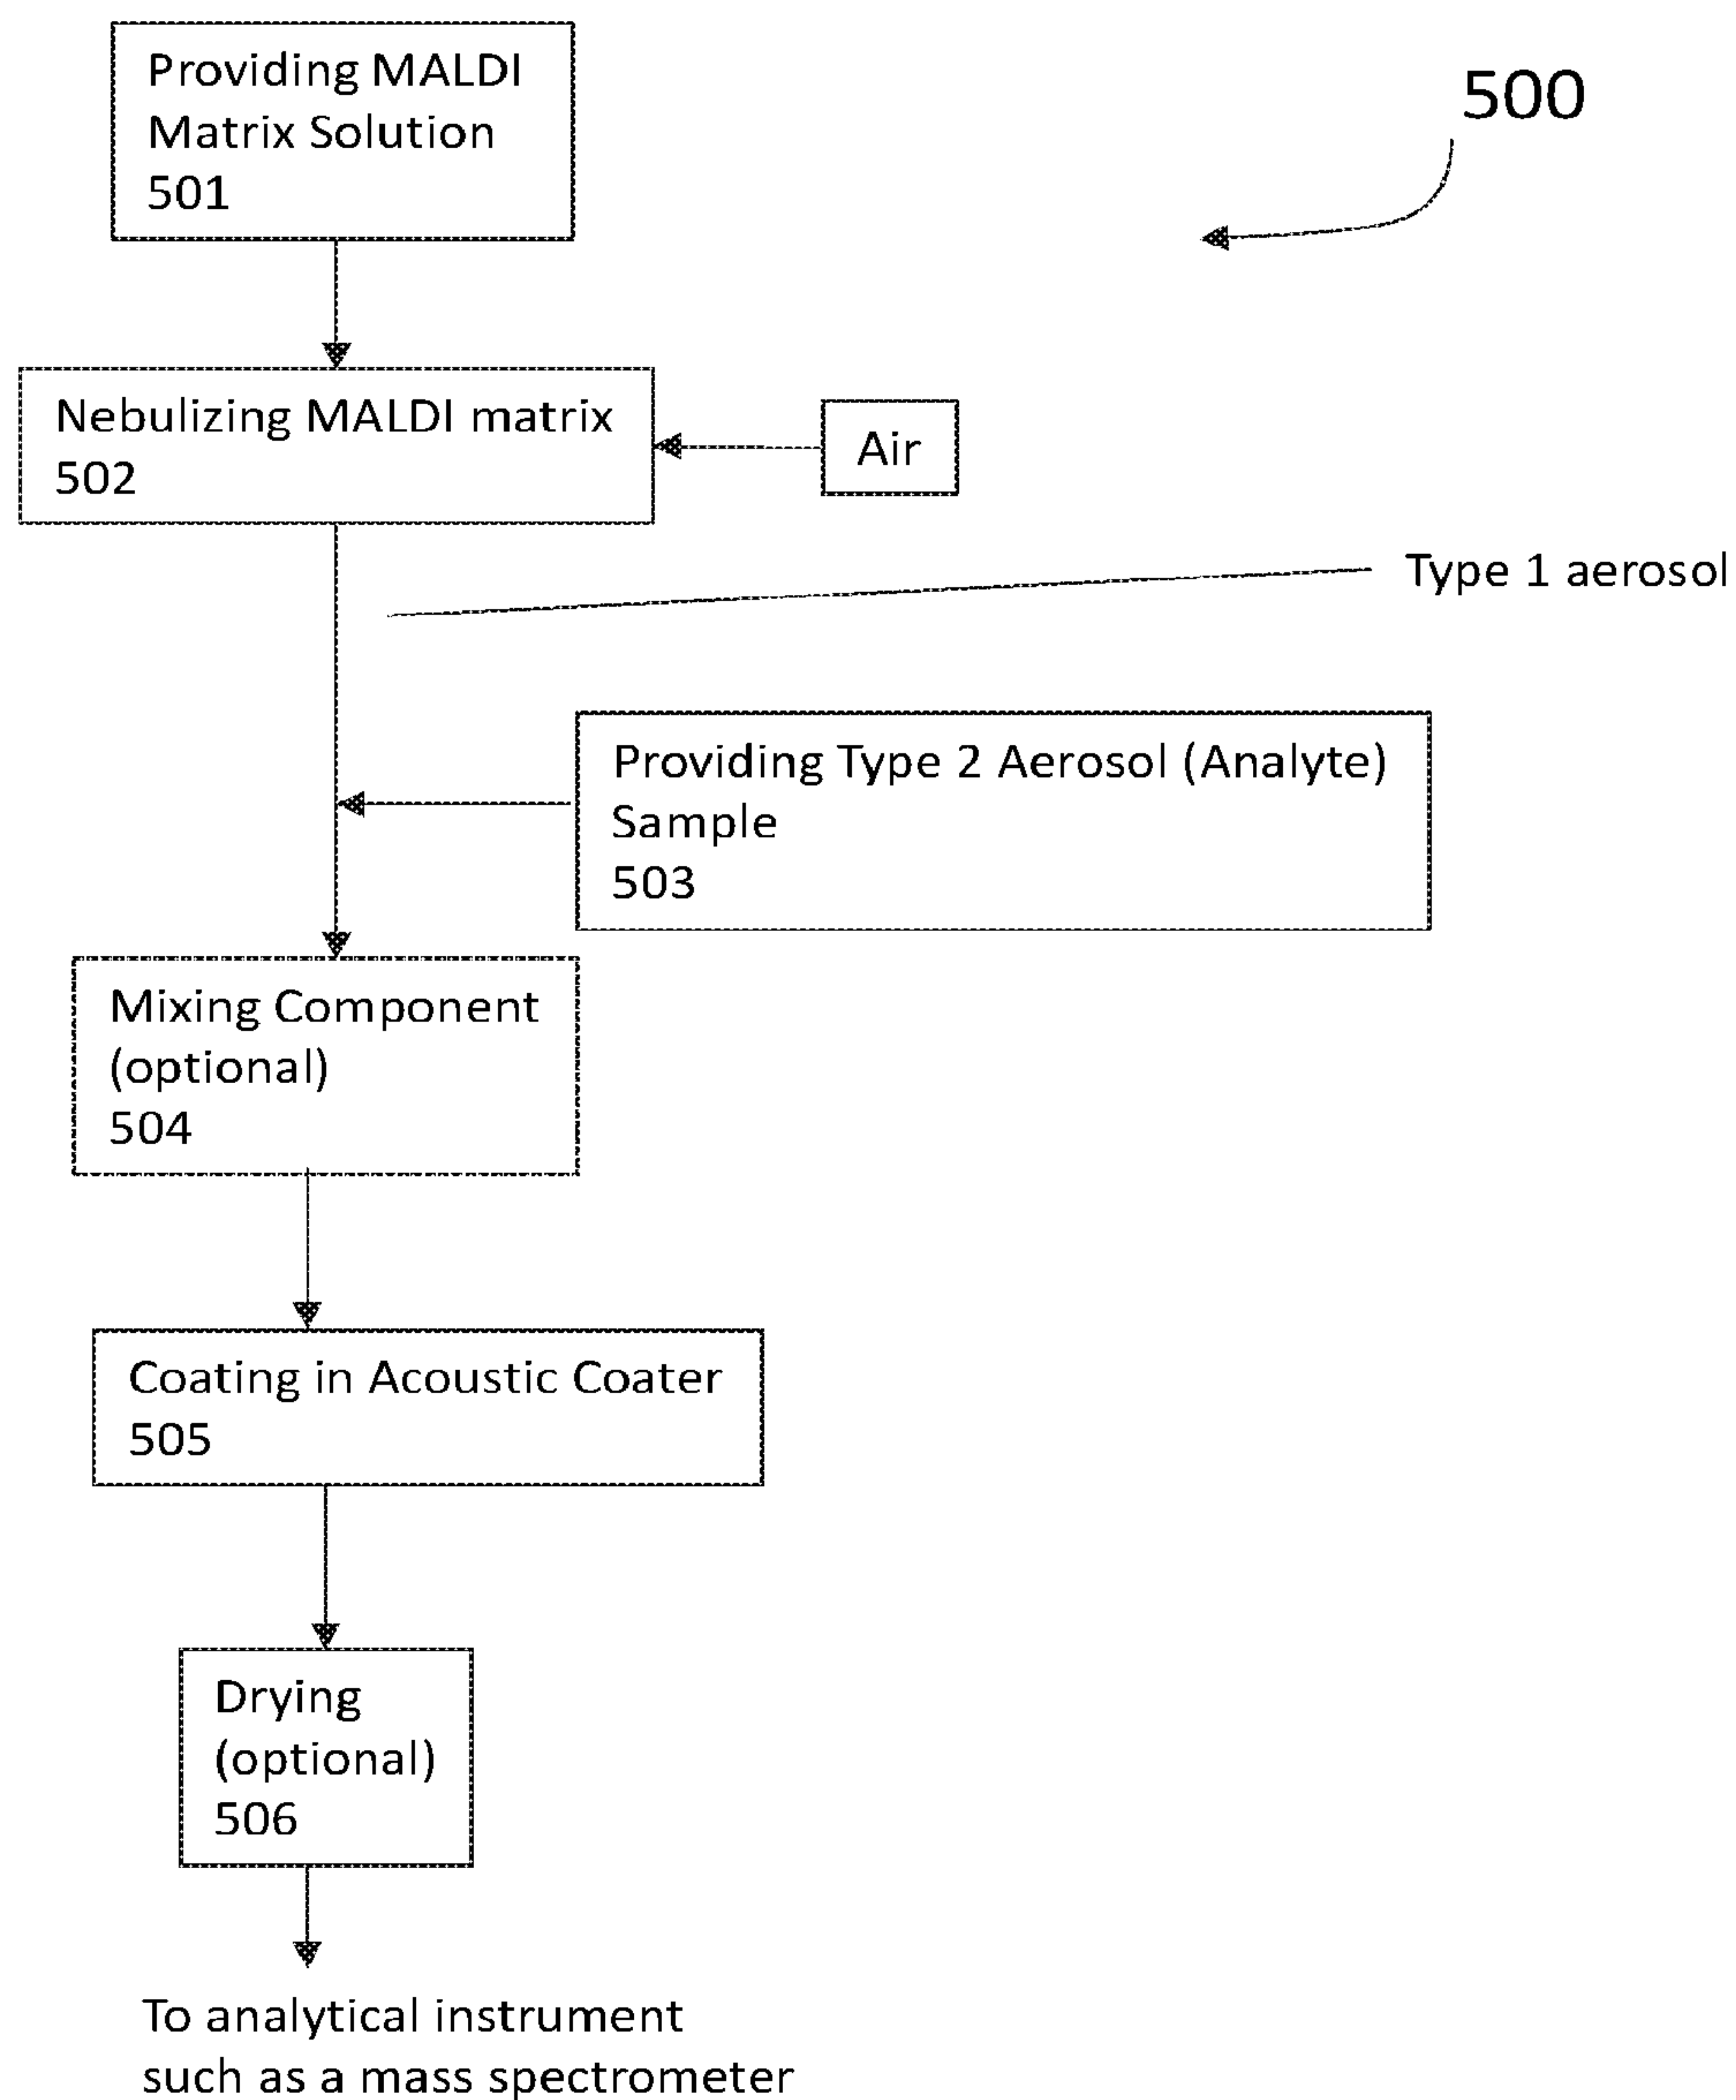 Providing MALDI
Matrix Solution
501
500
Nebulizing MALDI matrix
502
Air
Type 1 aerosol
Providing Type 2 Aerosol (Analyte)
Sample
503
Mixing Component
(optional)
504
Coating in Acoustic Coater
505
Drying
(optional)
506
To analytical instrument
such as a mass spectrometer